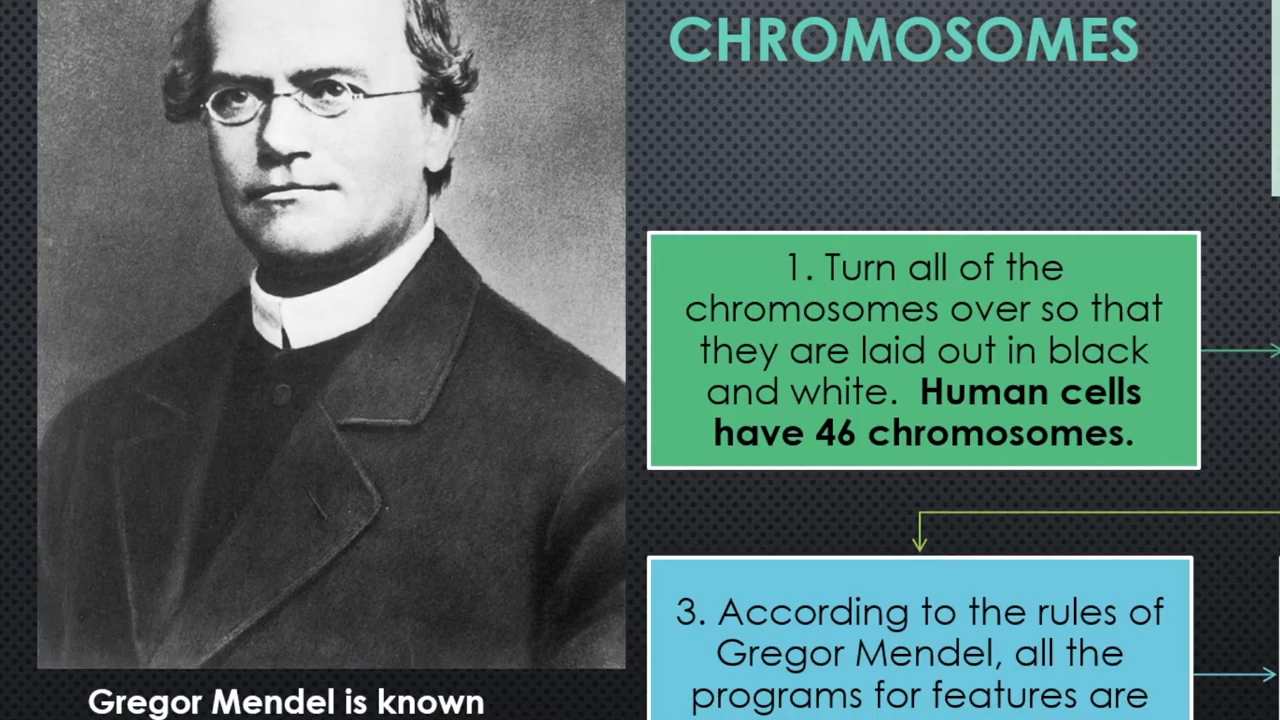 CHROMOSOMES
1. Turn all of the
chromosomes over so that
they are laid out in black
and white.  Human cells
have 46 chromosomes.
3. According to the rules of
Gregor Mendel, all the
programs for features are
Gregor Mendel is known